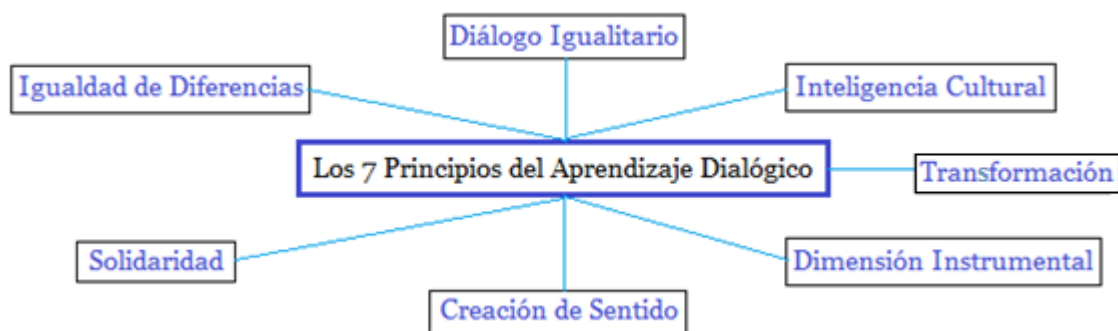 Diálogo Igualitario
Igualdad de Diferencias
Inteligencia Cultural
Los 7 Principios del Aprendizaje Dialógico
Transformación
Solidaridad
Dimensión Instrumental
Creación de Sentido